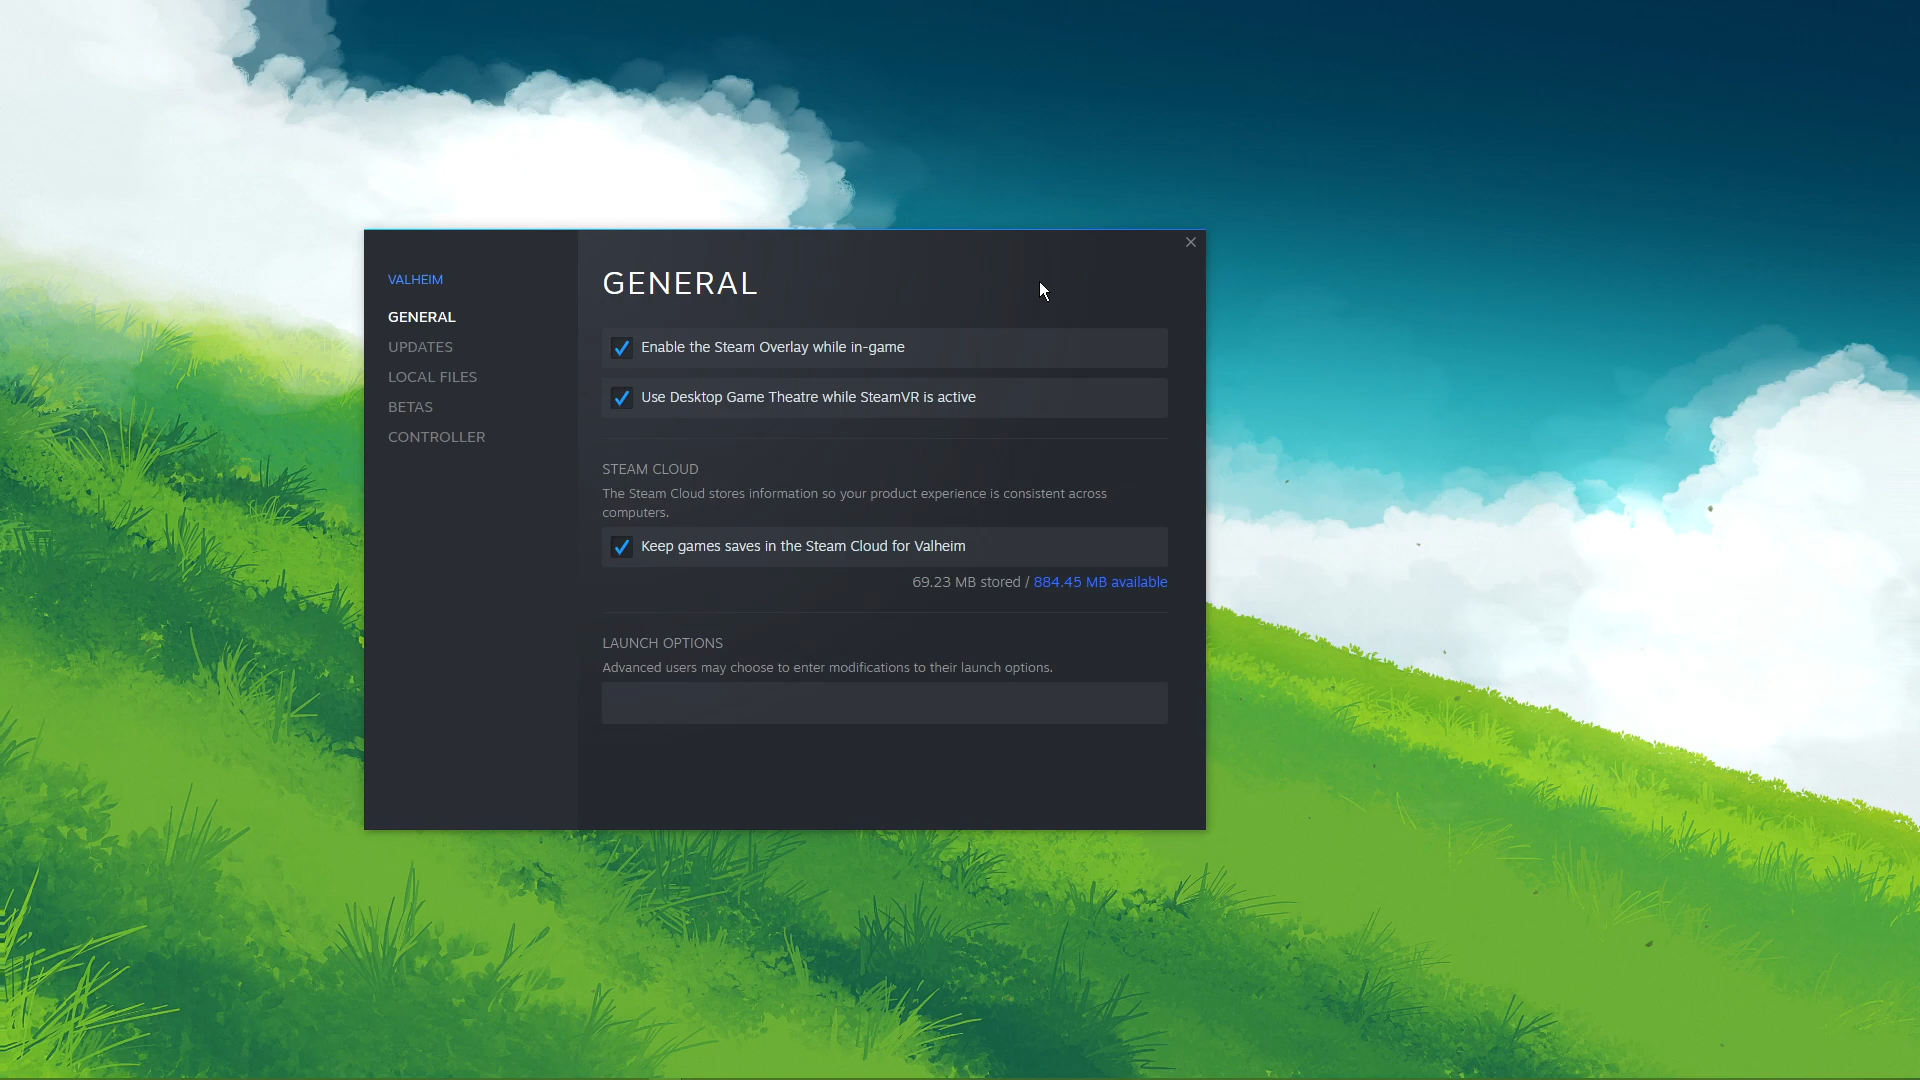 VALHEIM
GENERAL
UPDATES
LOCAL FILES
BETAS
CONTROLLER
GENERAL
Enable the Steam Overlay while in-game
Use Desktop Game Theatre while SteamVR is active
STEAM CLOUD
The Steam Cloud stores information so your product experience is consistent across
computers.
Keep games saves in the Steam Cloud for Valheim
69.23 MB stored / 884.45 MB available
LAUNCH OPTIONS
Advanced users may choose to enter modifications to their launch options.